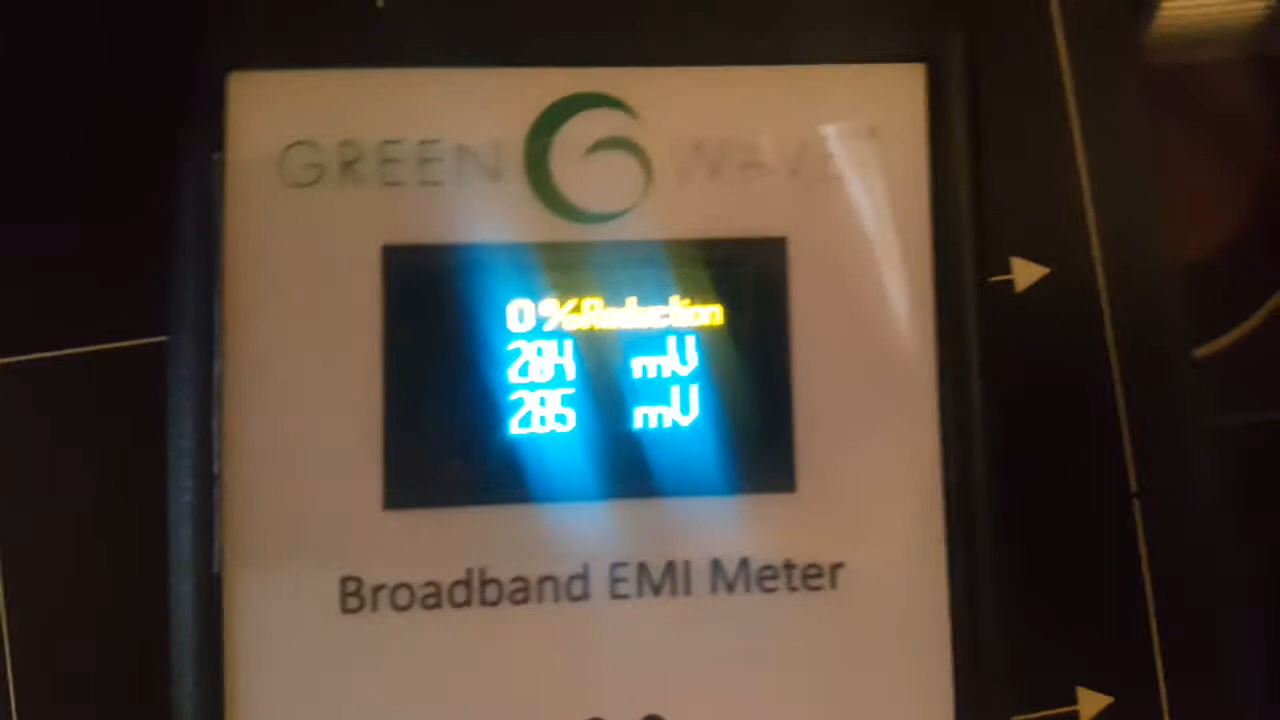 GREEN WAVE
0% Reduction
284 mV
285 mV
Broadband EMI Meter